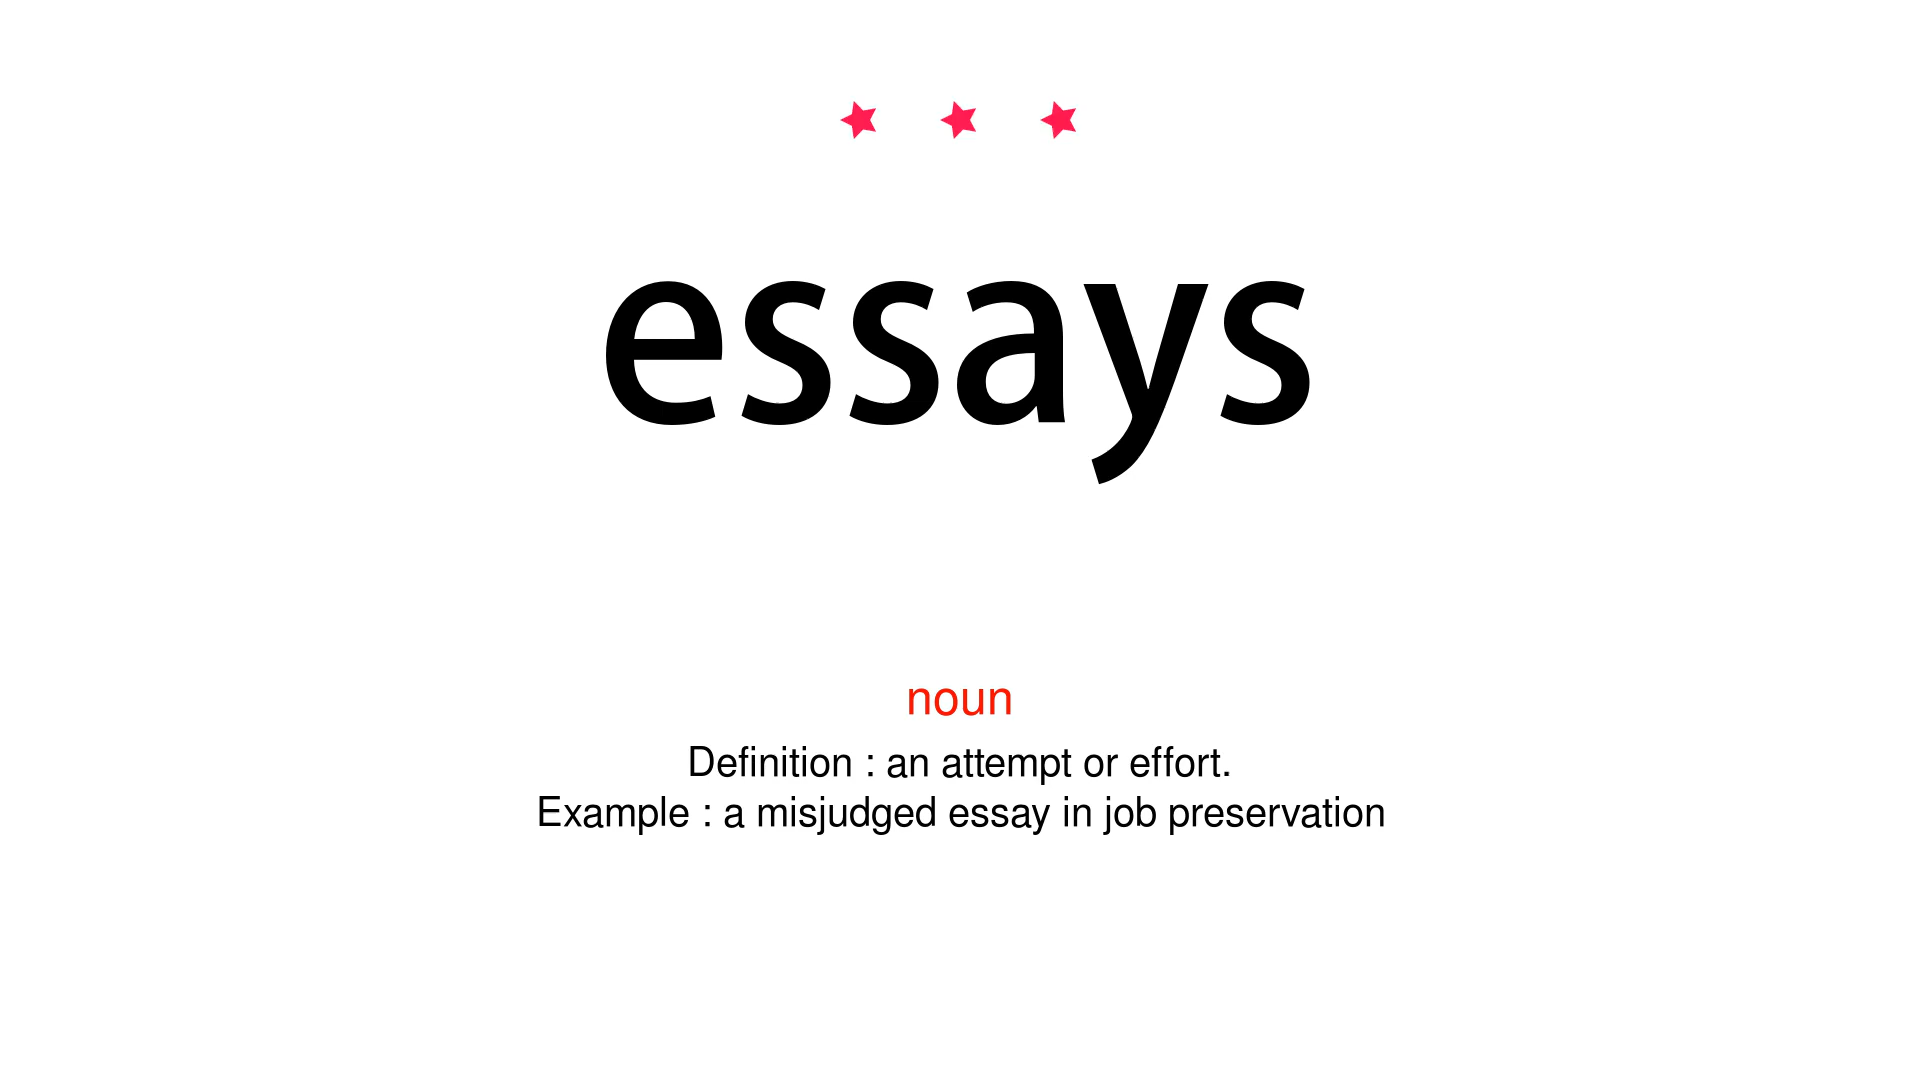 essays
noun
Definition : an attempt or effort.
Example : a misjudged essay in job preservation